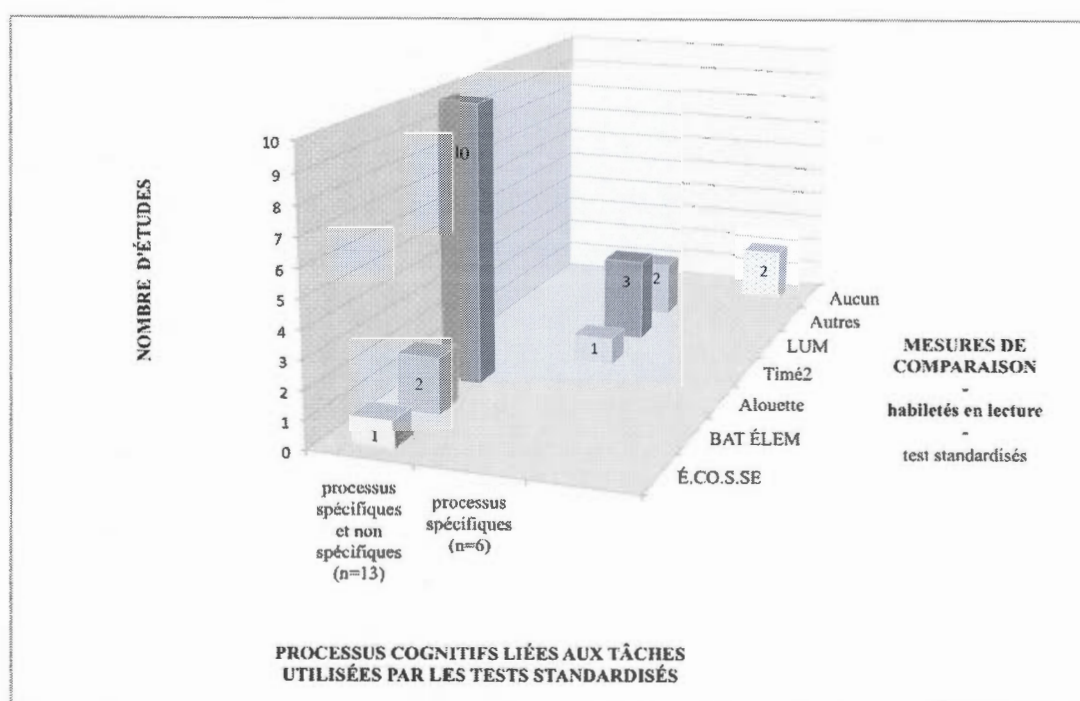 NOMBRE D'ÉTUDES
10
9
8
7
6
5
4
3
2
1
0
10
2
1
3
2
1
2
Aucun
Autres
LUM
Timé2
Alouette
BAT ÉLEM
É.CO.S.SE
MESURES DE
COMPARAISON
-
habiletés en lecture
-
test standardisés
processus
spécifiques
et non
spécifiques
(n=13)
processus
spécifiques
(n=6)
PROCESSUS COGNITIFS LIÉES AUX TÂCHES
UTILISÉES PAR LES TESTS STANDARDISÉS